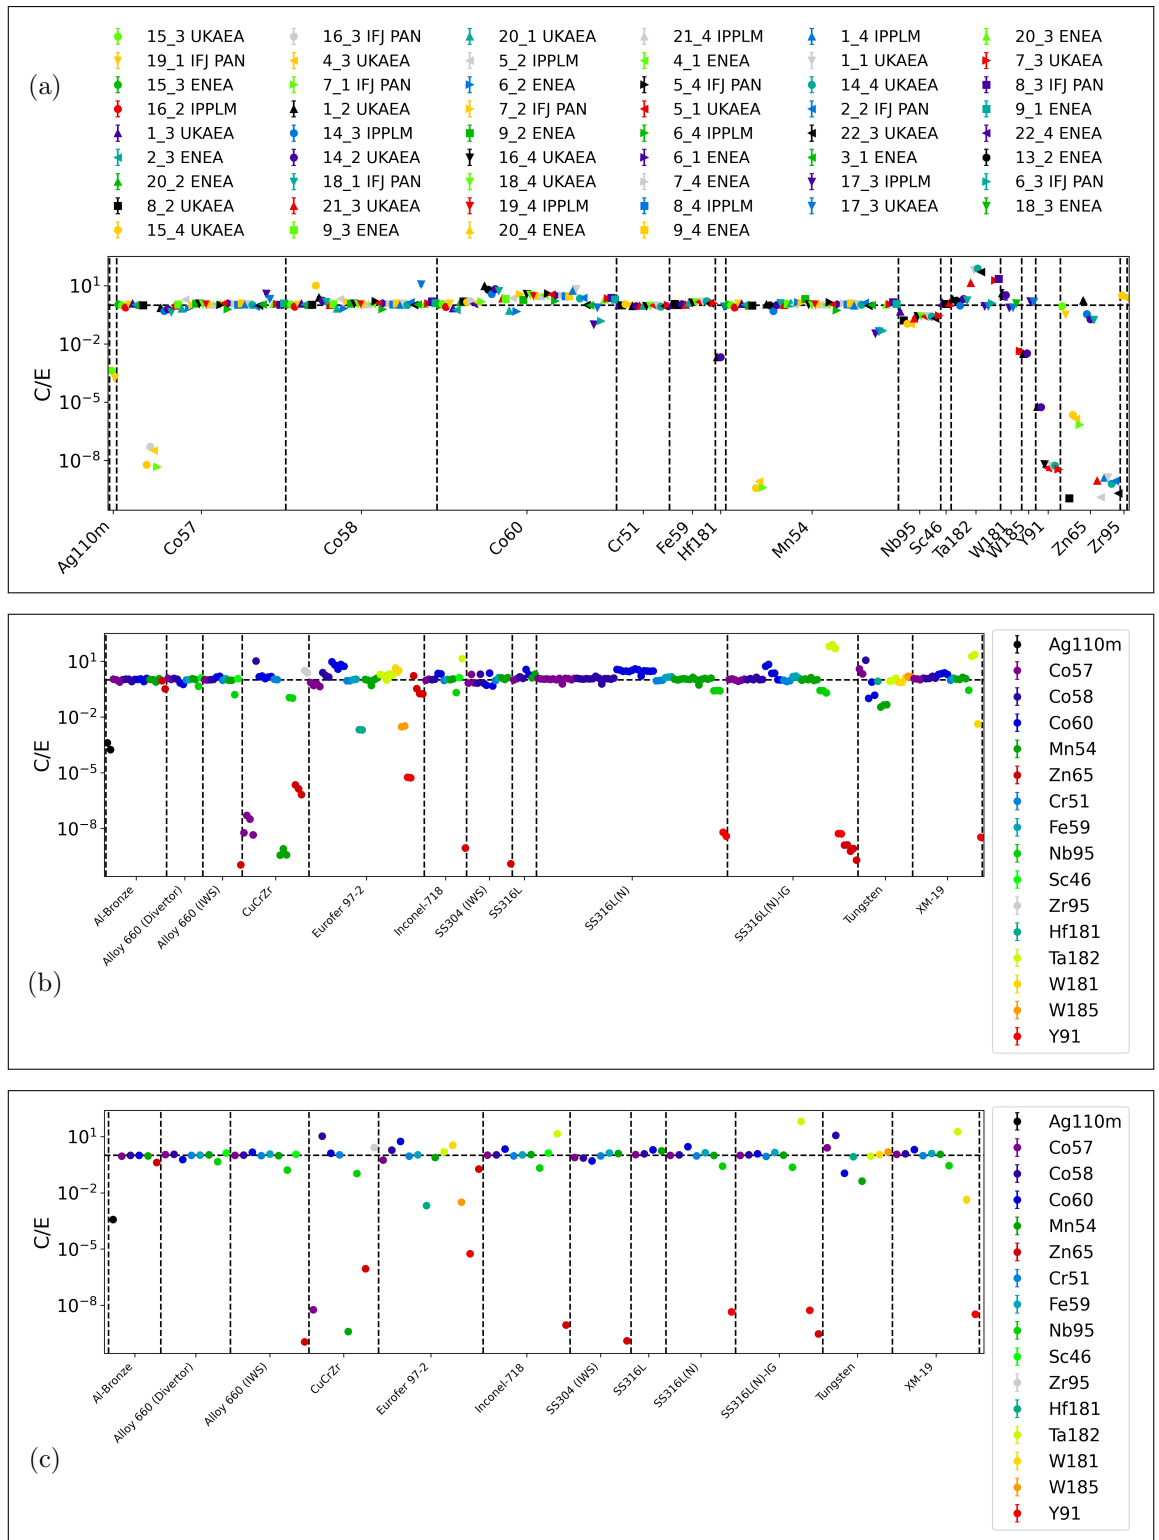 (a)
15_3 UKAEA 16_3 IFJ PAN 20_1 UKAEA 21_4 IPPLM 1_4 IPPLM 20_3 ENEA
19_1 IFJ PAN 4_3 UKAEA 5_2 IPPLM 4_1 ENEA 1_1 UKAEA 7_3 UKAEA
15_3 ENEA 7_1 IFJ PAN 6_2 ENEA 5_4 IFJ PAN 14_4 UKAEA 8_3 IFJ PAN
16_2 IPPLM 1_2 UKAEA 7_2 IFJ PAN 5_1 UKAEA 2_2 IFJ PAN 9_1 ENEA
1_3 UKAEA 14_3 IPPLM 9_2 ENEA 6_4 IPPLM 22_3 UKAEA 22_4 ENEA
2_3 ENEA 14_2 UKAEA 16_4 UKAEA 6_1 ENEA 3_1 ENEA 13_2 ENEA
20_2 ENEA 18_1 IFJ PAN 18_4 UKAEA 7_4 ENEA 17_3 IPPLM 6_3 IFJ PAN
8_2 UKAEA 21_3 UKAEA 19_4 IPPLM 8_4 IPPLM 17_3 UKAEA 18_3 ENEA
15_4 UKAEA 9_3 ENEA 20_4 ENEA 9_4 ENEA
C/E
10¹
10⁻²
10⁻⁵
10⁻⁸
Ag110m Co57 Co58 Co60 Cr51 Fe59 Hf181 Mn54 Nb95 Sc46 Ta182 W181 W185 Y91 Zn65 Zr95
(b)
C/E
10¹
10⁻²
10⁻⁵
10⁻⁸
Al-Bronze Alloy 660 (Divertor) Alloy 660 (IWS) CuCrZr Eurofer 97-2 Inconel-718 SS304 (IWS) SS316L SS316L(N) SS316L(N)-IG Tungsten XM-19
Ag110m
Co57
Co58
Co60
Mn54
Zn65
Cr51
Fe59
Nb95
Sc46
Zr95
Hf181
Ta182
W181
W185
Y91
(c)
C/E
10¹
10⁻²
10⁻⁵
10⁻⁸
Al-Bronze Alloy 660 (Divertor) Alloy 660 (IWS) CuCrZr Eurofer 97-2 Inconel-718 SS304 (IWS) SS316L SS316L(N) SS316L(N)-IG Tungsten XM-19
Ag110m
Co57
Co58
Co60
Mn54
Zn65
Cr51
Fe59
Nb95
Sc46
Zr95
Hf181
Ta182
W181
W185
Y91